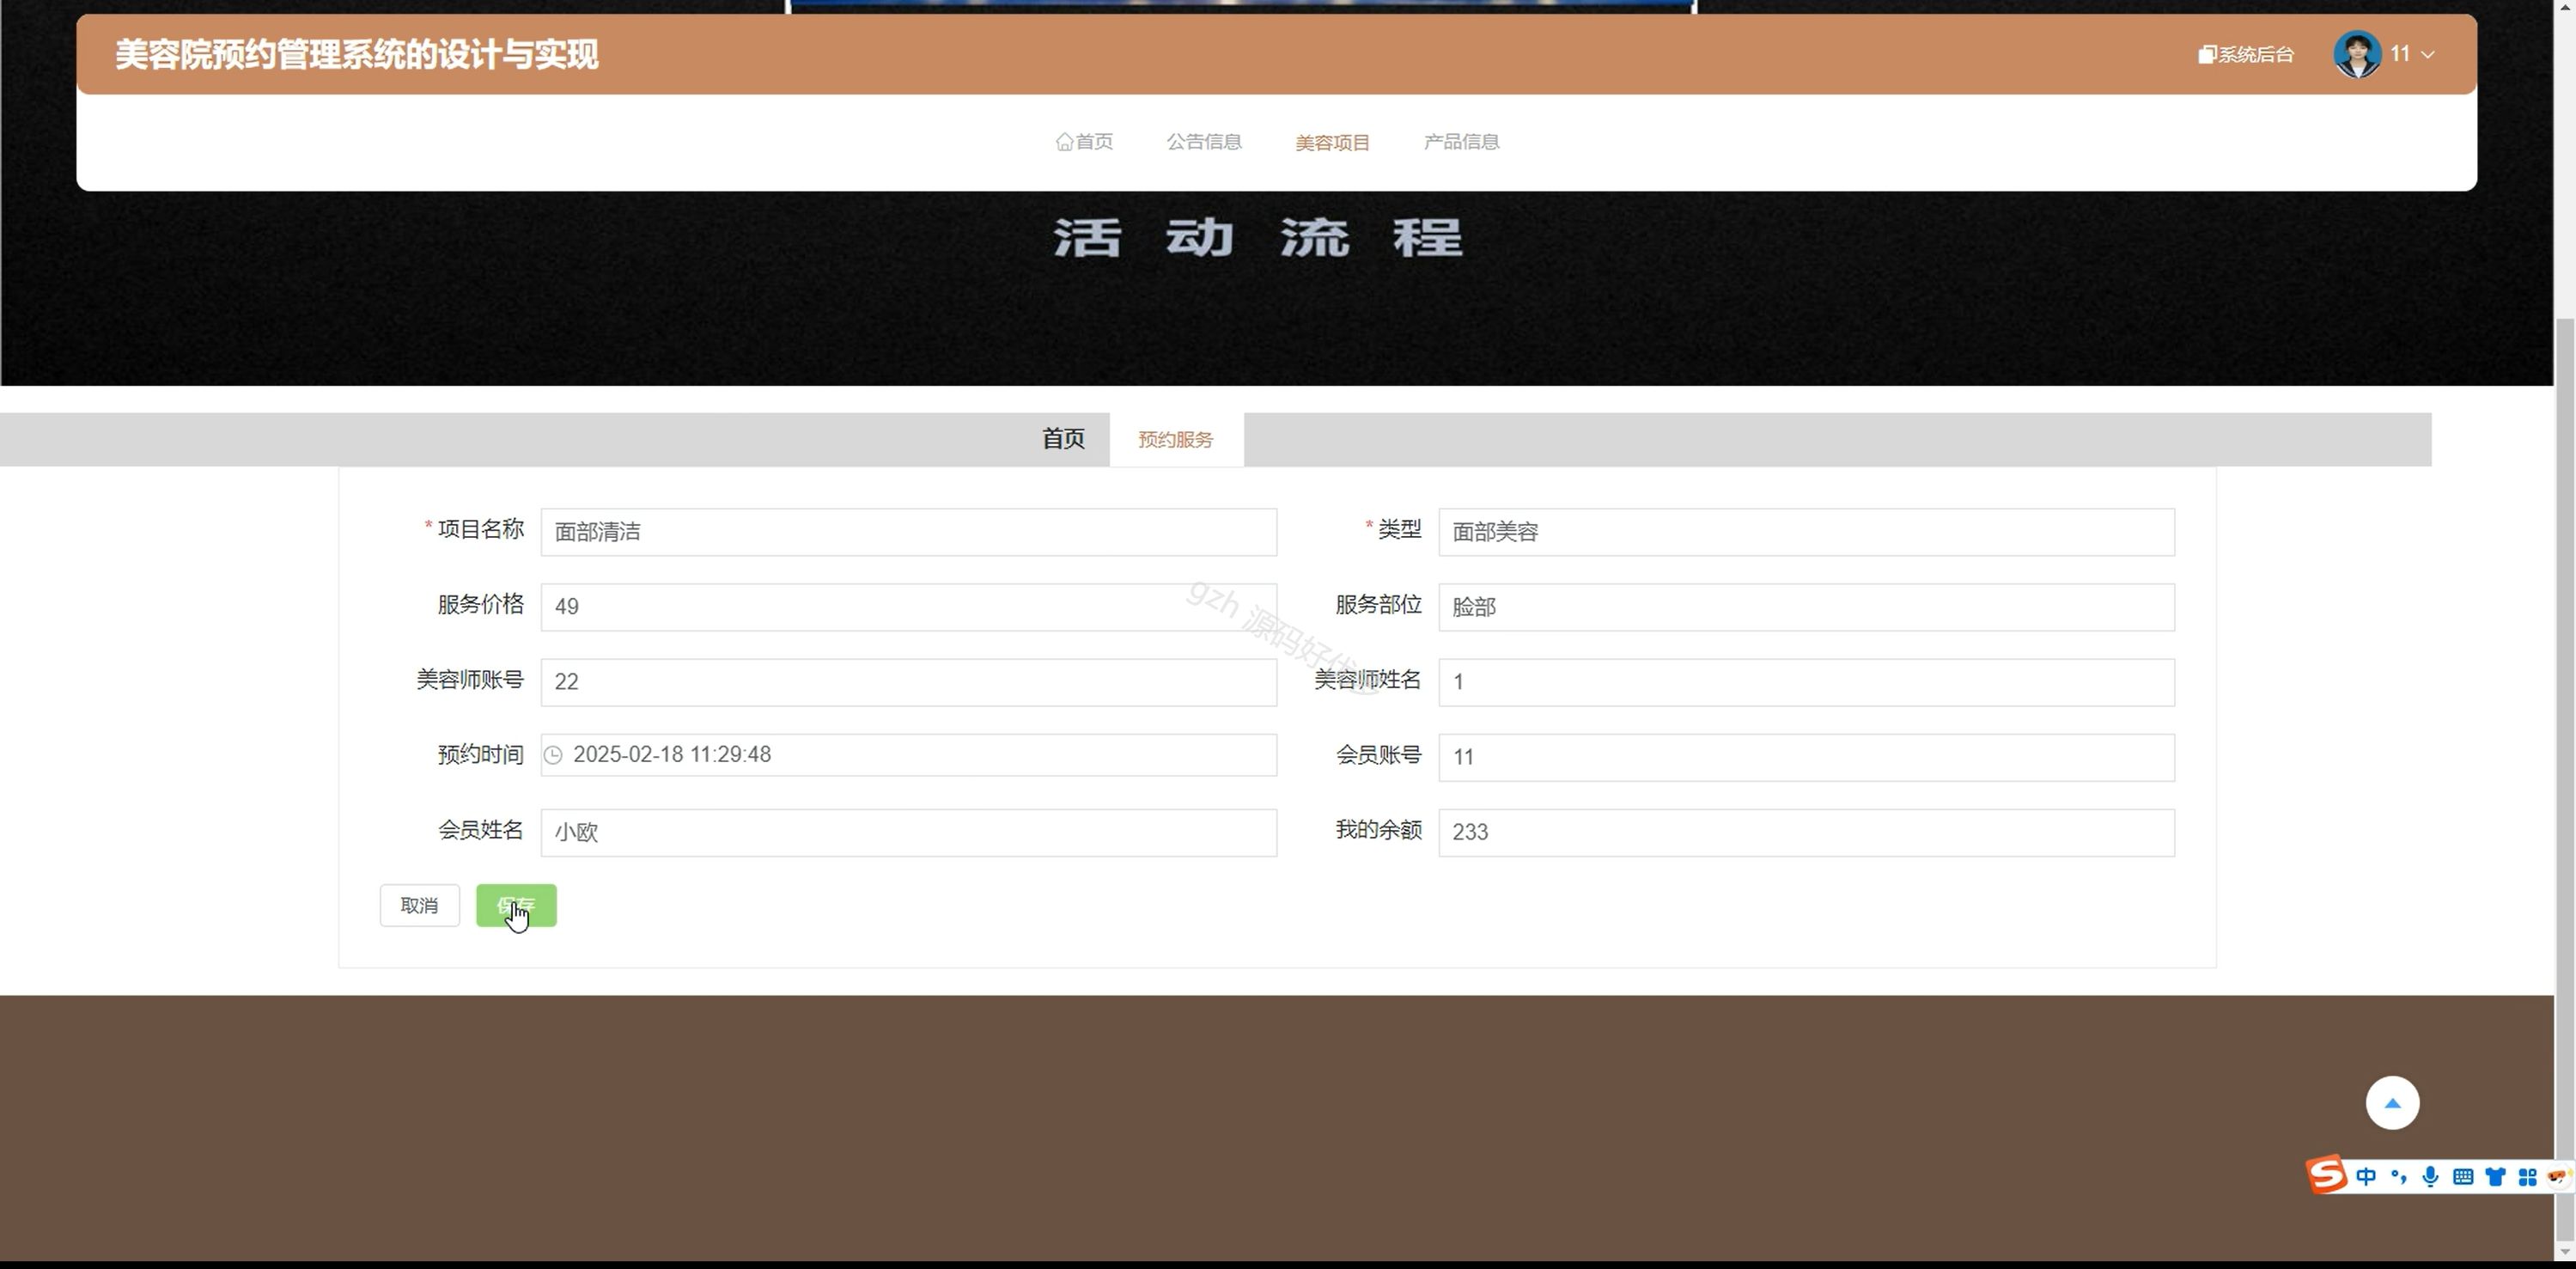 美容院预约管理系统的设计与实现
系统后台
11
首页
公告信息
美容项目
产品信息
活 动 流 程
首页
预约服务
* 项目名称
面部清洁
* 类型
面部美容
服务价格
49
服务部位
脸部
美容师账号
22
美容师姓名
1
预约时间
2025-02-18 11:29:48
会员账号
11
会员姓名
小欧
我的余额
233
取消
保存
gzh 源码好优
中